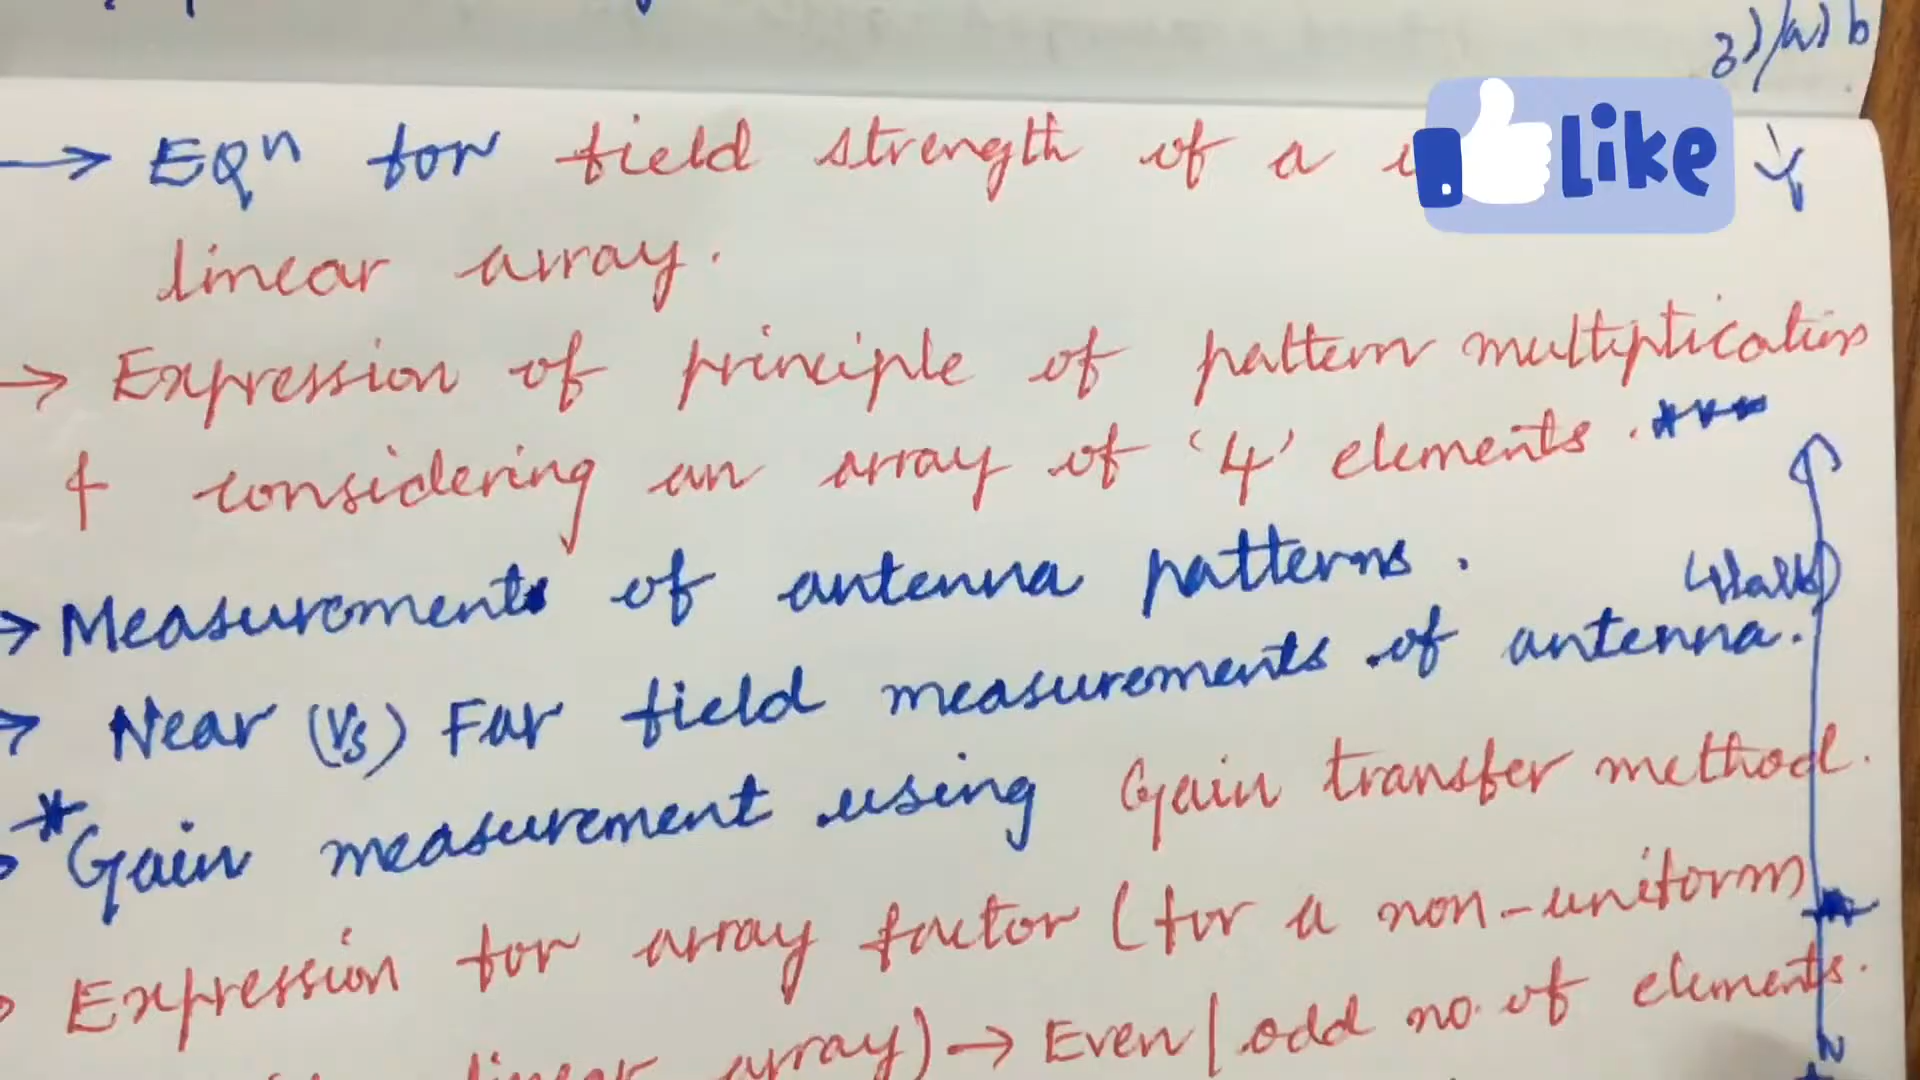 3) (a) b
→ EQⁿ for field strength of a
Like
linear array.
→ Expression of principle of pattern multiplication
& considering an array of '4' elements. ***
→ Measurements of antenna patterns.
→ Near (Vs) Far field measurements of antenna.
* Gain measurement using Gain transfer method.
Expression for array factor (for a non-uniform
linear array) → Even | odd no. of elements.